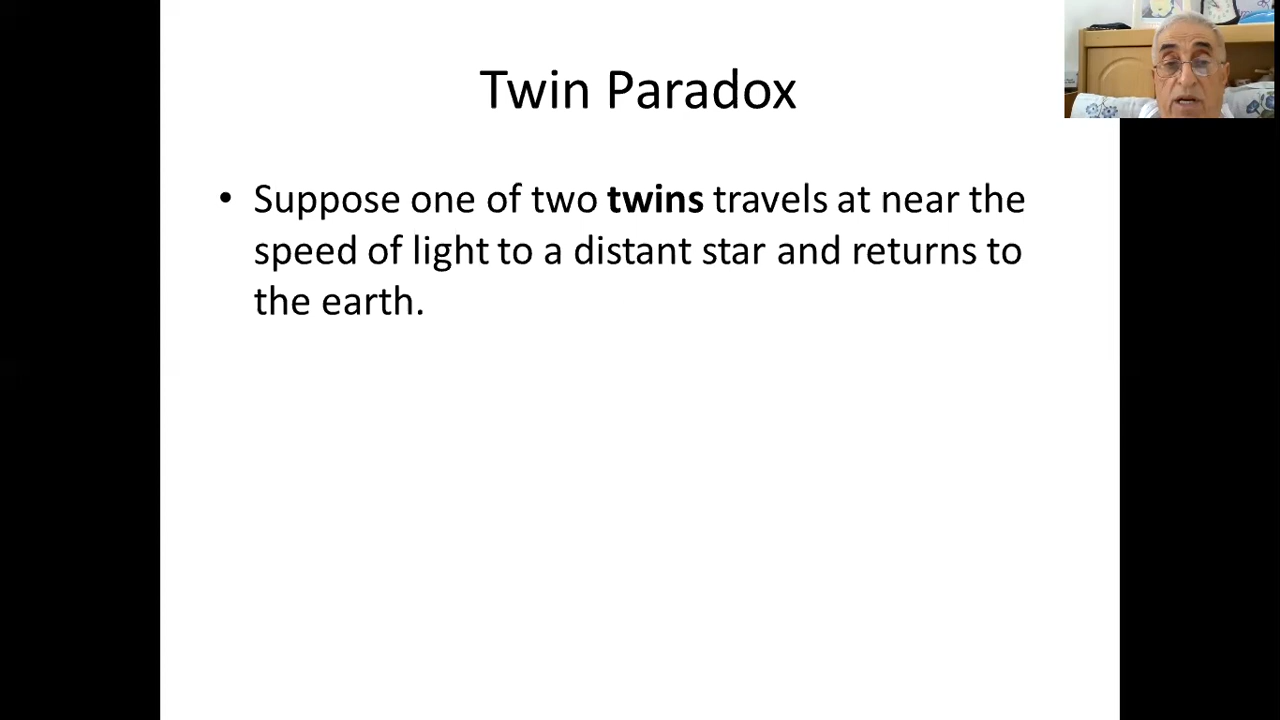 Twin Paradox
• Suppose one of two twins travels at near the
speed of light to a distant star and returns to
the earth.